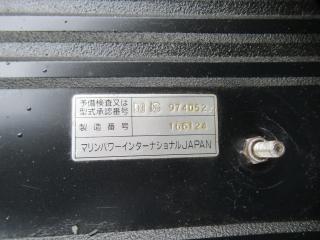 予備検査又は
型式承認番号 974052
製造番号 166124
マリンパワーインターナショナルJAPAN